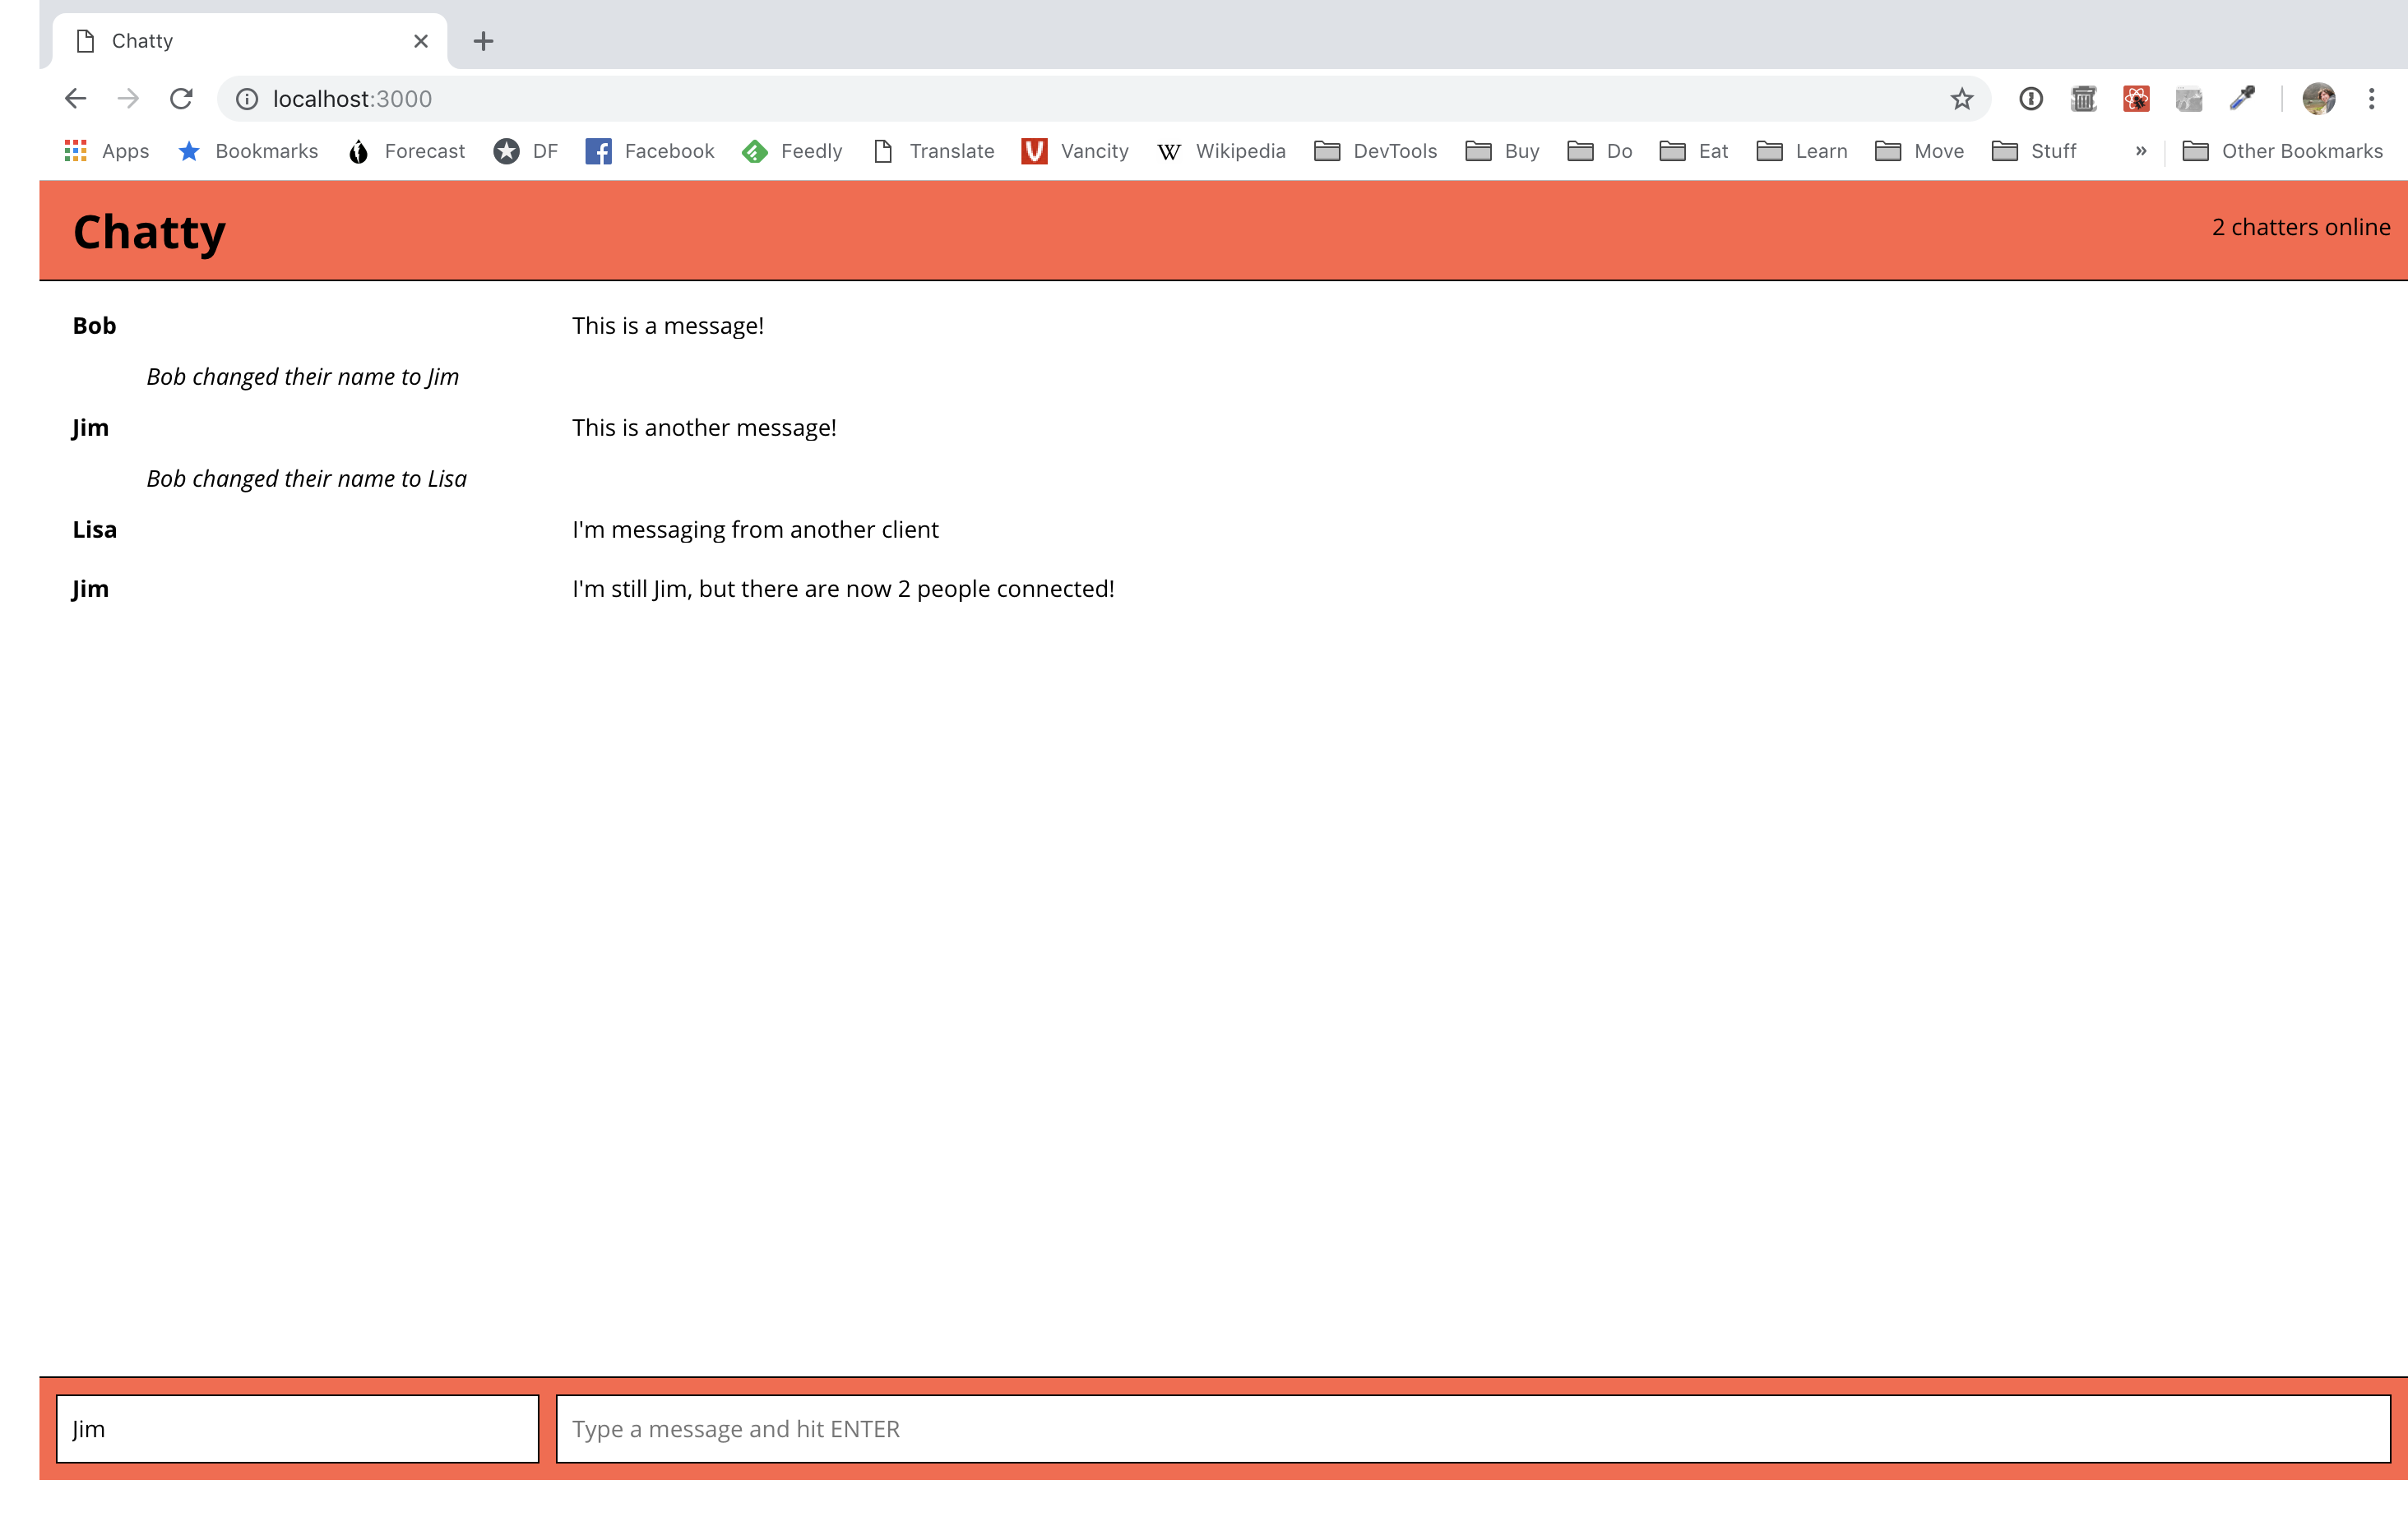 Chatty
localhost:3000
Apps Bookmarks Forecast DF Facebook Feedly Translate Vancity Wikipedia DevTools Buy Do Eat Learn Move Stuff » Other Bookmarks
Chatty 2 chatters online
Bob This is a message!
Bob changed their name to Jim
Jim This is another message!
Bob changed their name to Lisa
Lisa I'm messaging from another client
Jim I'm still Jim, but there are now 2 people connected!
Jim Type a message and hit ENTER